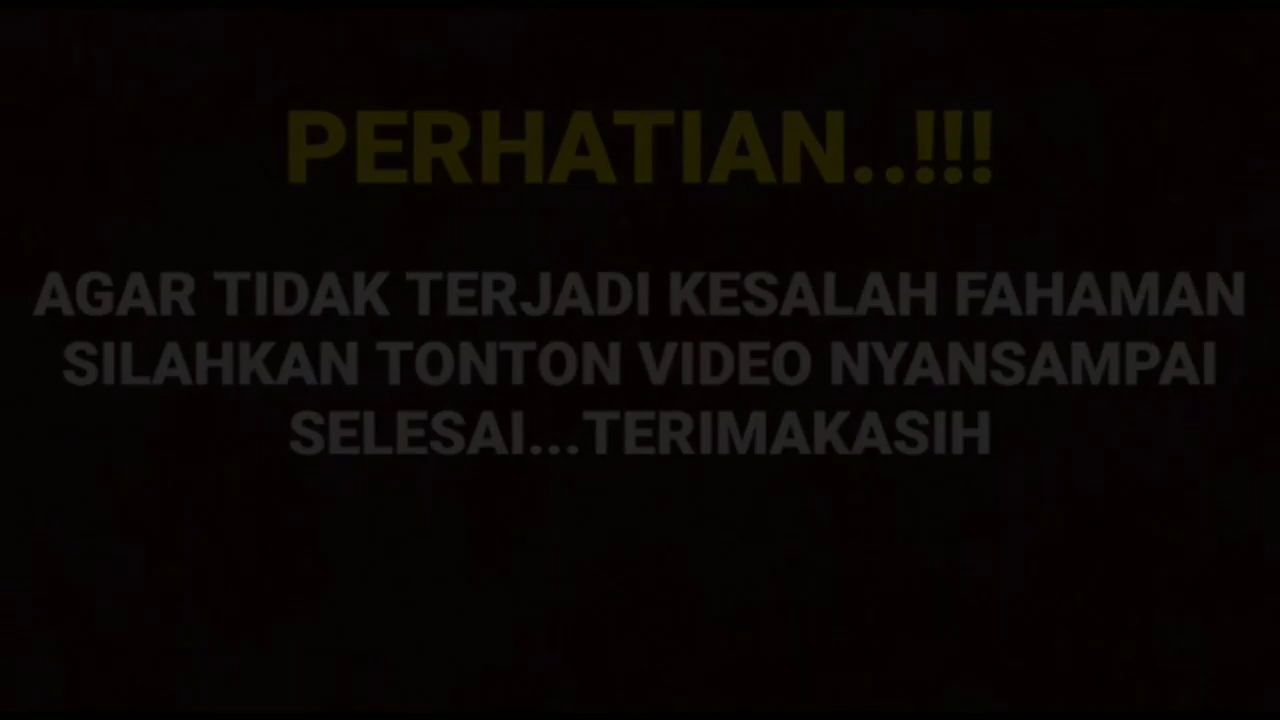 PERHATIAN..!!!
AGAR TIDAK TERJADI KESALAH FAHAMAN
SILAHKAN TONTON VIDEO NYANSAMPAI
SELESAI...TERIMAKASIH